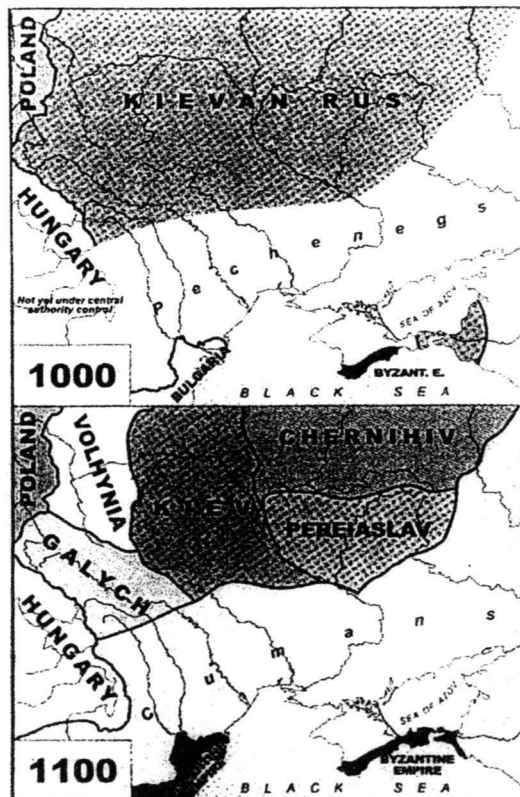 POLAND
KIEVAN RUS
HUNGARY
Pechenegs
Not yet under central
authority control
SEA OF AZOV
1000
BULGARIA
BYZANT. E.
BLACK SEA
POLAND
VOLHYNIA
CHERNIHIV
KIEV
PEREIASLAV
GALYCH
HUNGARY
Cumans
SEA OF AZOV
1100
BYZANTINE
EMPIRE
BLACK SEA